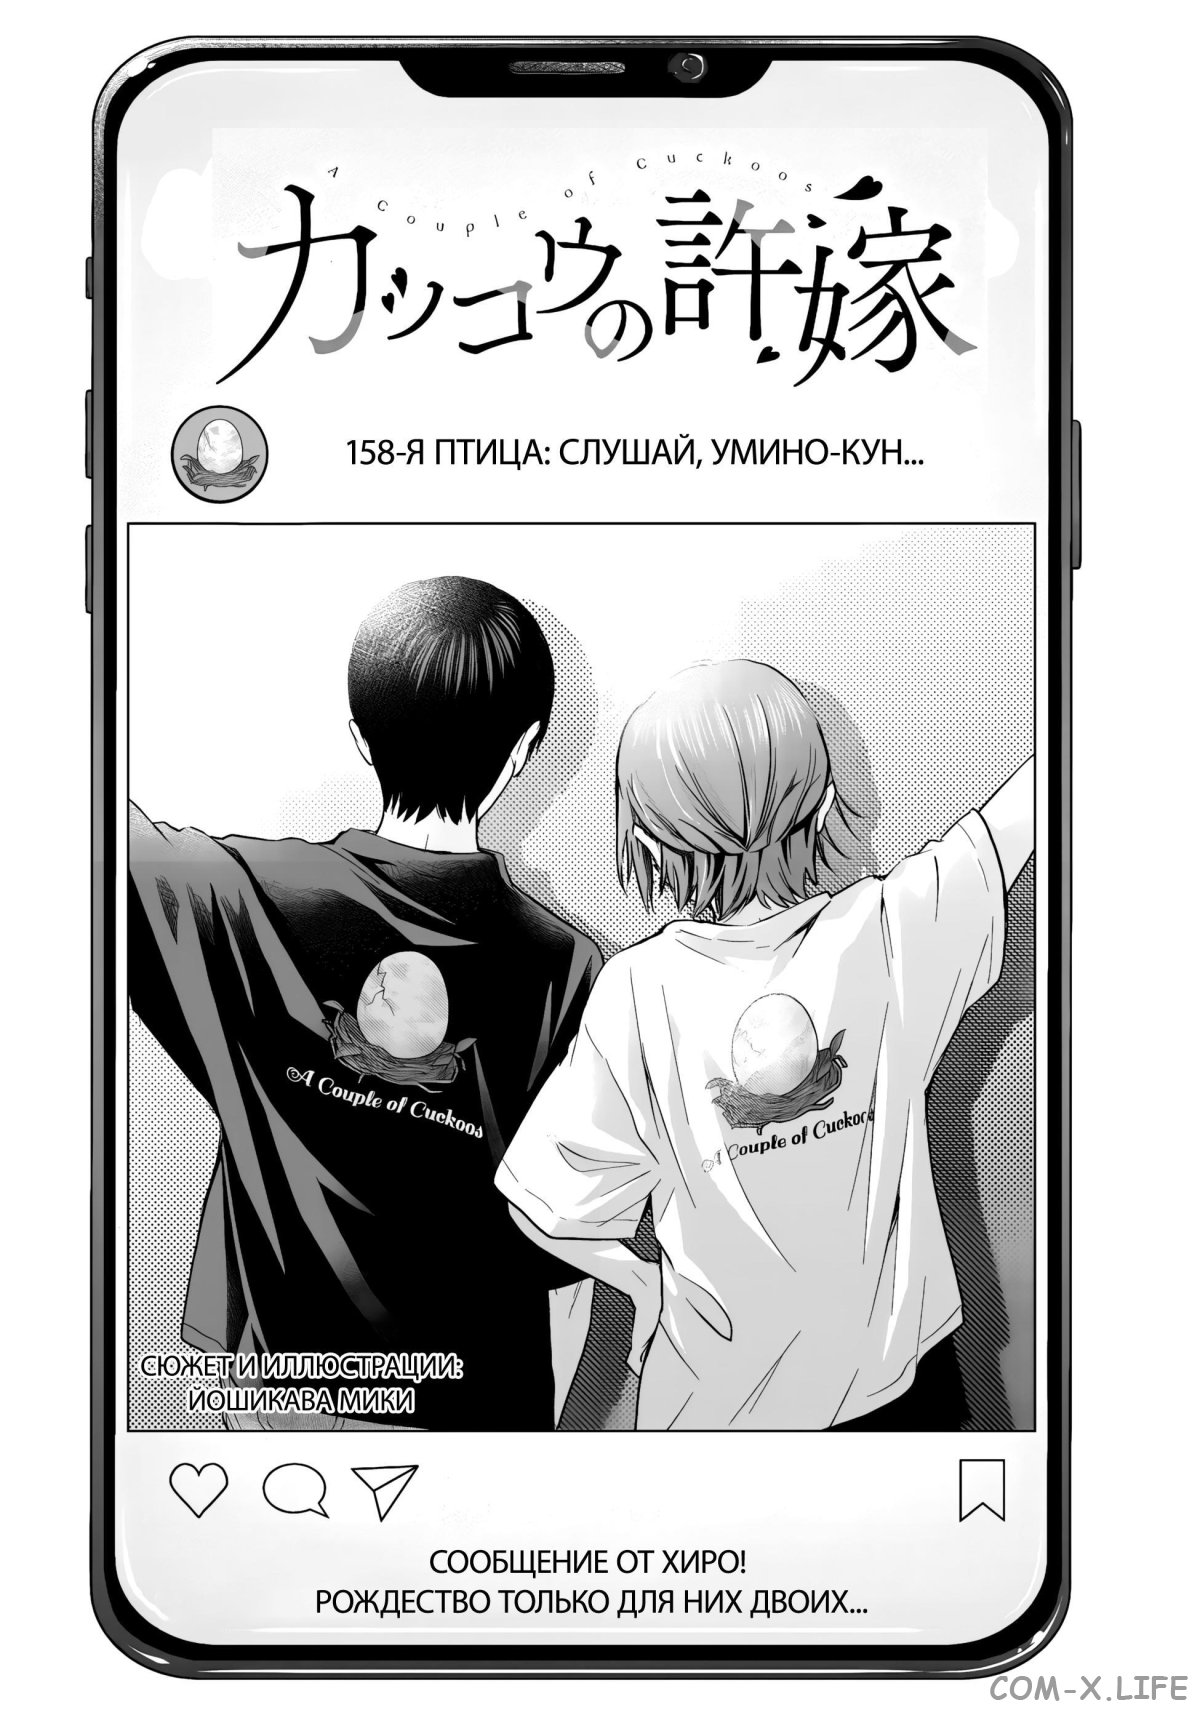 A Couple of Cuckoos
カッコウの許嫁
158-Я ПТИЦА: СЛУШАЙ, УМИНО-КУН...
A Couple of Cuckoos
A Couple of Cuckoos
СЮЖЕТ И ИЛЛЮСТРАЦИИ:
ЙОШИКАВА МИКИ
СООБЩЕНИЕ ОТ ХИРО!
РОЖДЕСТВО ТОЛЬКО ДЛЯ НИХ ДВОИХ...
COM-X.LIFE